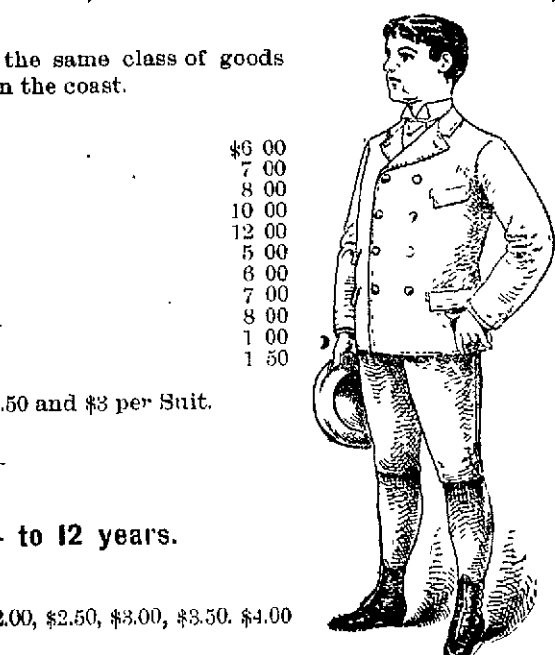 the same class of goods
n the coast.
$6 00
7 00
8 00
10 00
12 00
5 00
6 00
7 00
8 00
1 00
1 50
.50 and $3 per Suit.
to 12 years.
2.00, $2.50, $3.00, $3.50. $4.00